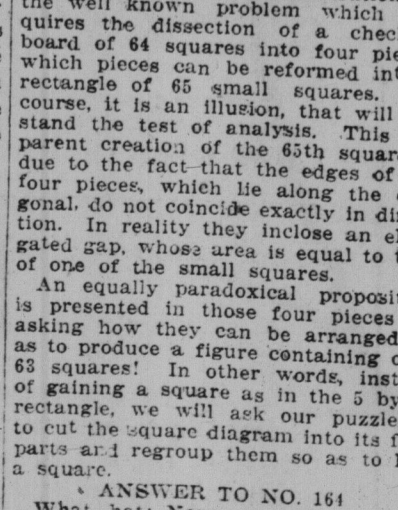 the well known problem which
quires the dissection of a chec
board of 64 squares into four pie
which pieces can be reformed int
rectangle of 65 small squares.
course, it is an illusion, that will
stand the test of analysis. This
parent creation of the 65th squar
due to the fact that the edges of
four pieces, which lie along the
gonal, do not coincide exactly in di
tion. In reality they inclose an el
gated gap, whose area is equal to t
of one of the small squares.
An equally paradoxical proposit
is presented in those four pieces
asking how they can be arranged
as to produce a figure containing o
63 squares! In other words, inst
of gaining a square as in the 5 by
rectangle, we will ask our puzzle
to cut the square diagram into its f
parts and regroup them so as to l
a square.
ANSWER TO NO. 164